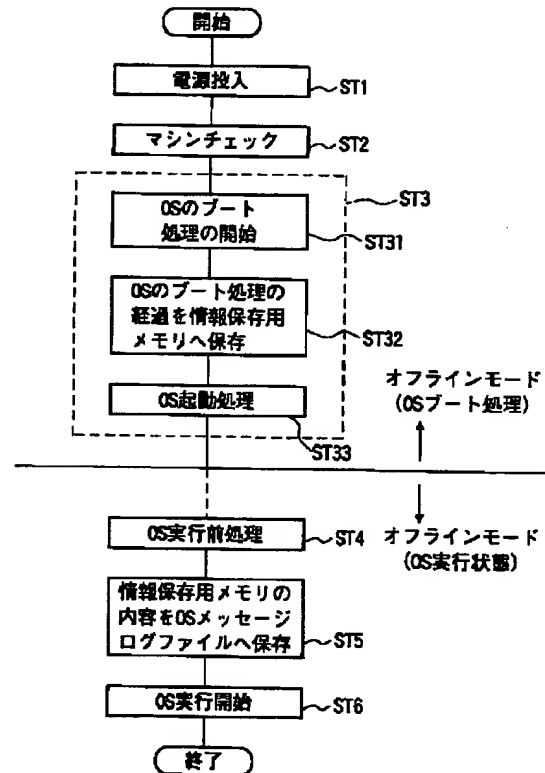 開始
電源投入
ST1
マシンチェック
ST2
ST3
OSのブート
処理の開始
ST31
OSのブート処理の
経過を情報保存用
メモリへ保存
ST32
オフラインモード
(OSブート処理)
OS起動処理
ST33
OS実行前処理
ST4
オフラインモード
(OS実行状態)
情報保存用メモリの
内容をOSメッセージ
ログファイルへ保存
ST5
OS実行開始
ST6
終了